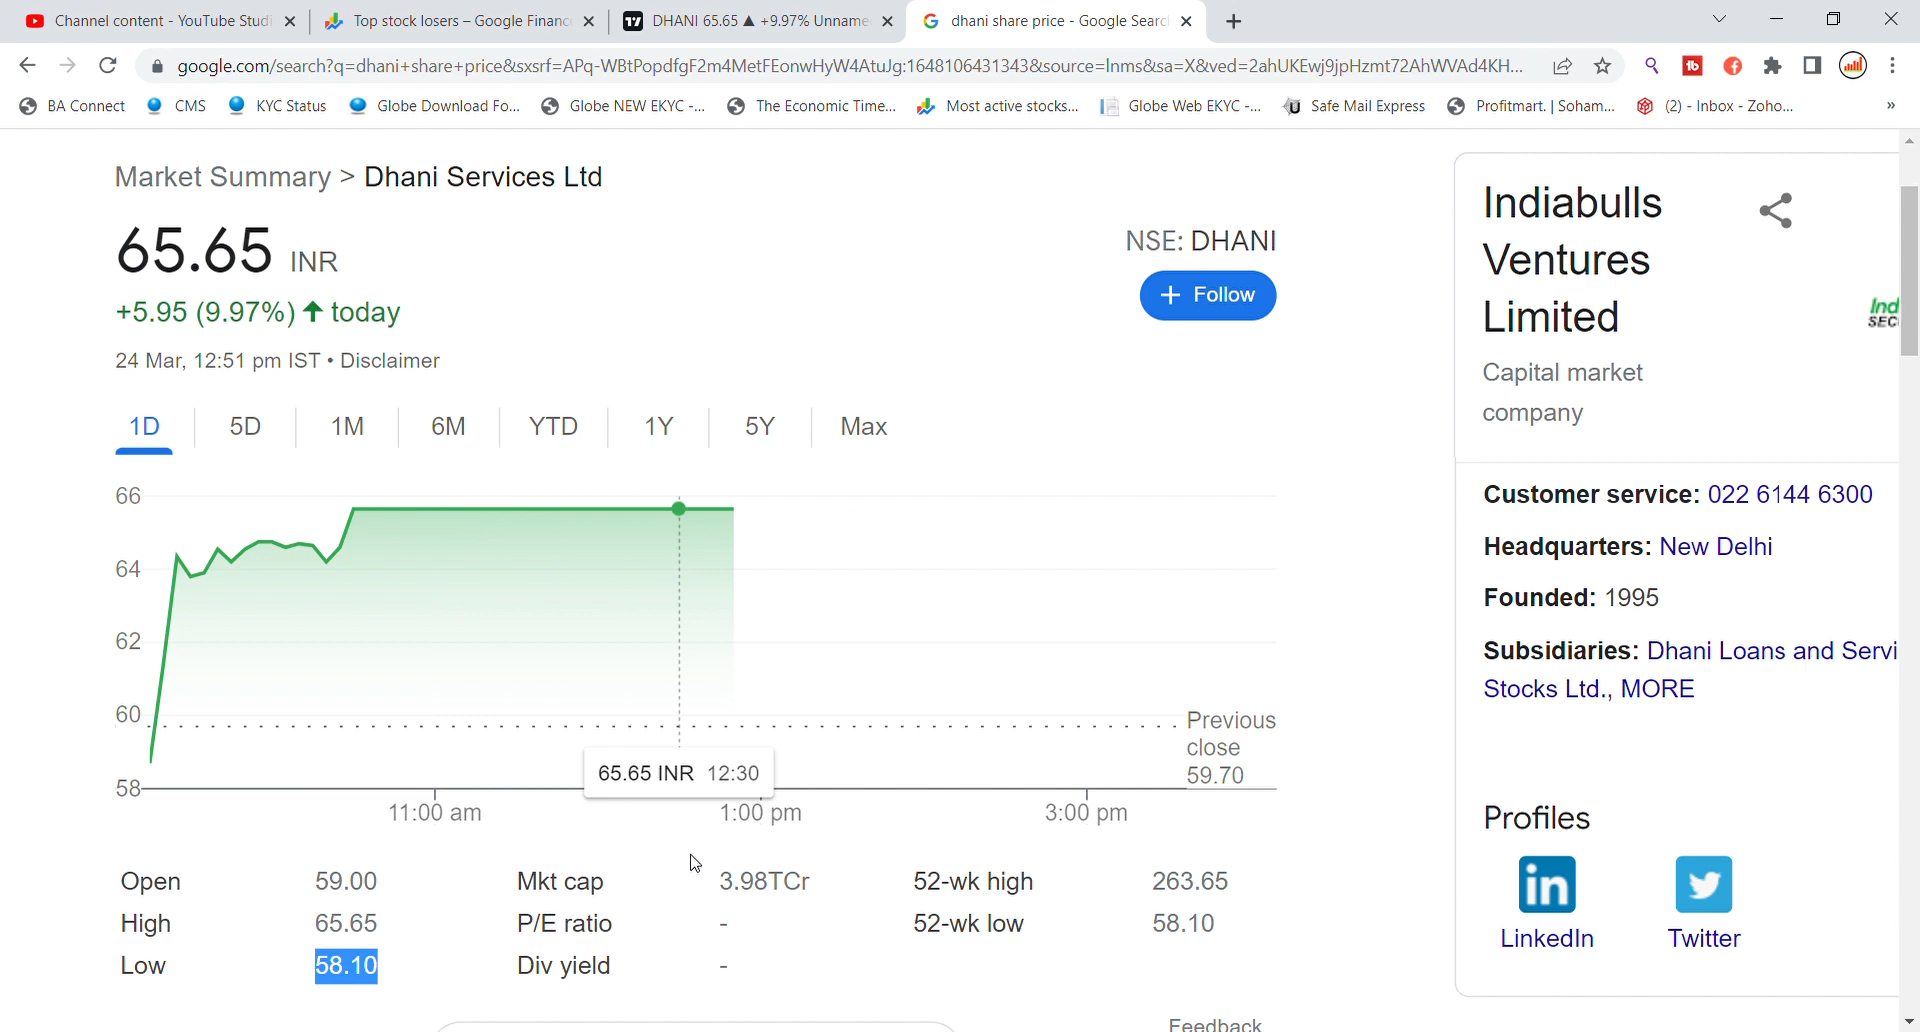 Channel content - YouTube Studi
Top stock losers – Google Financ
DHANI 65.65 ▲ +9.97% Unname
dhani share price - Google Searc
google.com/search?q=dhani+share+price&sxsrf=APq-WBtPopdfgF2m4MetFEonwHyW4AtuJg:1648106431343&source=lnms&sa=X&ved=2ahUKEwj9jpHzmt72AhWVAd4KH...
BA Connect
CMS
KYC Status
Globe Download Fo...
Globe NEW EKYC -...
The Economic Time...
Most active stocks...
Globe Web EKYC -...
Safe Mail Express
Profitmart. | Soham...
(2) - Inbox - Zoho...
»
Market Summary > Dhani Services Ltd
65.65 INR
+5.95 (9.97%) ↑ today
24 Mar, 12:51 pm IST • Disclaimer
NSE: DHANI
+ Follow
1D 5D 1M 6M YTD 1Y 5Y Max
66
64
62
60
58
Previous
close
59.70
65.65 INR 12:30
11:00 am 1:00 pm 3:00 pm
Open 59.00 Mkt cap 3.98TCr 52-wk high 263.65
High 65.65 P/E ratio - 52-wk low 58.10
Low 58.10 Div yield -
Feedback
Indiabulls
Ventures
Limited
Ind
SEC
Capital market
company
Customer service: 022 6144 6300
Headquarters: New Delhi
Founded: 1995
Subsidiaries: Dhani Loans and Servi
Stocks Ltd., MORE
Profiles
LinkedIn
Twitter